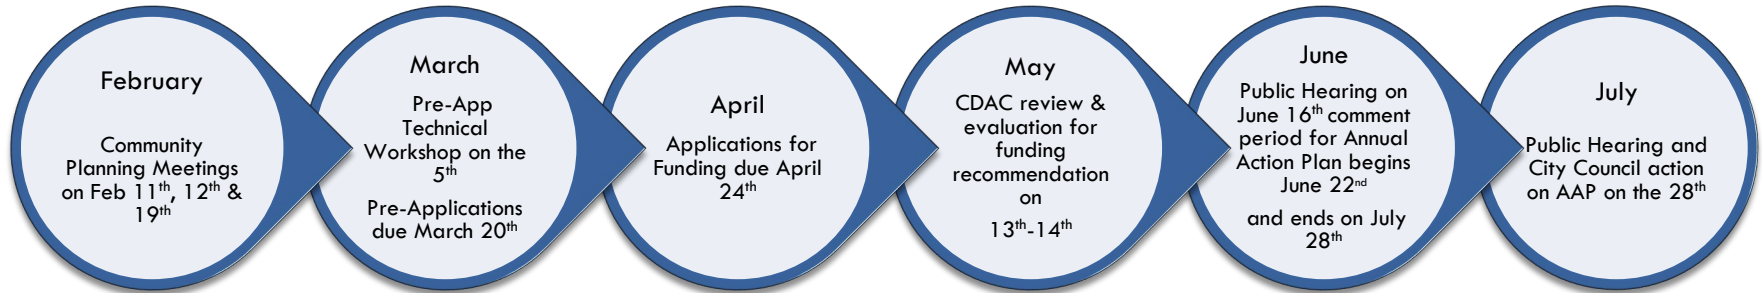 February
Community
Planning Meetings
on Feb 11th, 12th &
19th
March
Pre-App
Technical
Workshop on the
5th
Pre-Applications
due March 20th
April
Applications for
Funding due April
24th
May
CDAC review &
evaluation for
funding
recommendation
on
13th-14th
June
Public Hearing on
June 16th comment
period for Annual
Action Plan begins
June 22nd
and ends on July
28th
July
Public Hearing and
City Council action
on AAP on the 28th